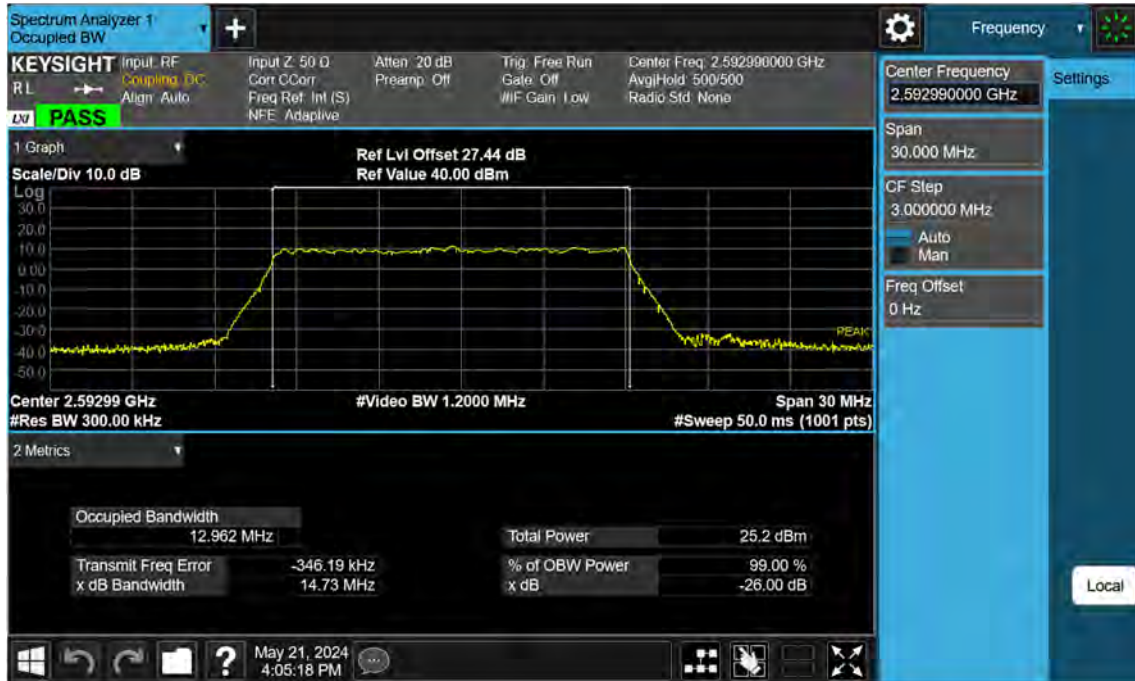 Spectrum Analyzer 1
Occupied BW
+
Frequency
KEYSIGHT
RL
LXI
PASS
Input: RF
Coupling: DC
Align: Auto
Input Z: 50 Ω
Corr CCorr
Freq Ref: Int (S)
NFE: Adaptive
Atten: 20 dB
Preamp: Off
Trig: Free Run
Gate: Off
#IF Gain: Low
Center Freq: 2.592990000 GHz
Avg|Hold: 500/500
Radio Std: None
Center Frequency
2.592990000 GHz
Settings
Span
30.000 MHz
CF Step
3.000000 MHz
Auto
Man
Freq Offset
0 Hz
1 Graph
Scale/Div 10.0 dB
Ref Lvl Offset 27.44 dB
Ref Value 40.00 dBm
Log
30.0
20.0
10.0
0.00
-10.0
-20.0
-30.0
-40.0
-50.0
PEAK
Center 2.59299 GHz
#Res BW 300.00 kHz
#Video BW 1.2000 MHz
Span 30 MHz
#Sweep 50.0 ms (1001 pts)
2 Metrics
Occupied Bandwidth
12.962 MHz
Total Power 25.2 dBm
Transmit Freq Error -346.19 kHz
% of OBW Power 99.00 %
x dB Bandwidth 14.73 MHz
x dB -26.00 dB
Local
?
May 21, 2024
4:05:18 PM